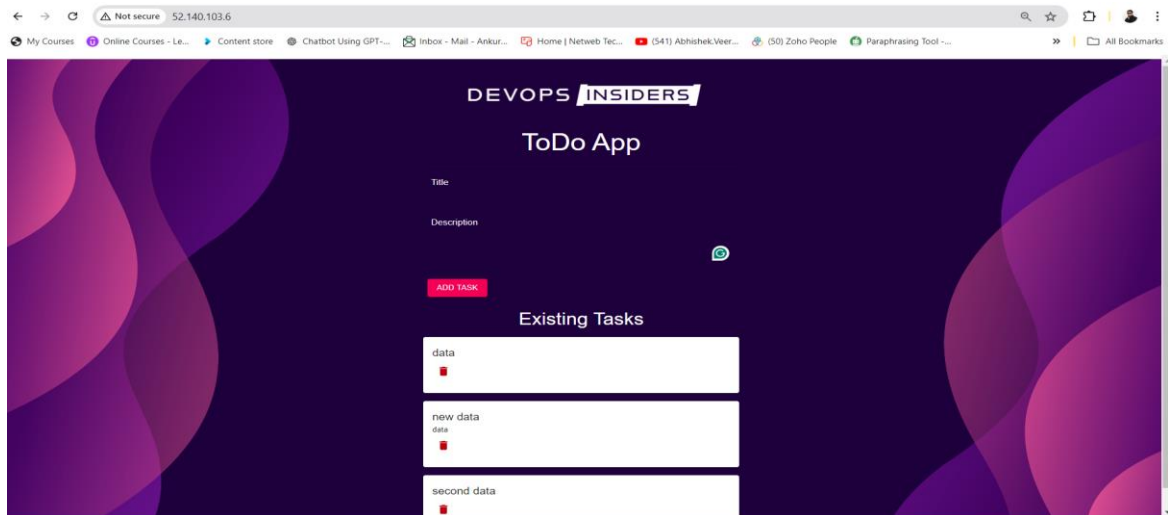 Not secure 52.140.103.6
My Courses Online Courses - Le... Content store Chatbot Using GPT-... Inbox - Mail - Ankur... Home | Netweb Tec... (541) Abhishek.Veer... (50) Zoho People Paraphrasing Tool -... » All Bookmarks
DEVOPS INSIDERS
ToDo App
Title
Description
ADD TASK
Existing Tasks
data
new data
data
second data